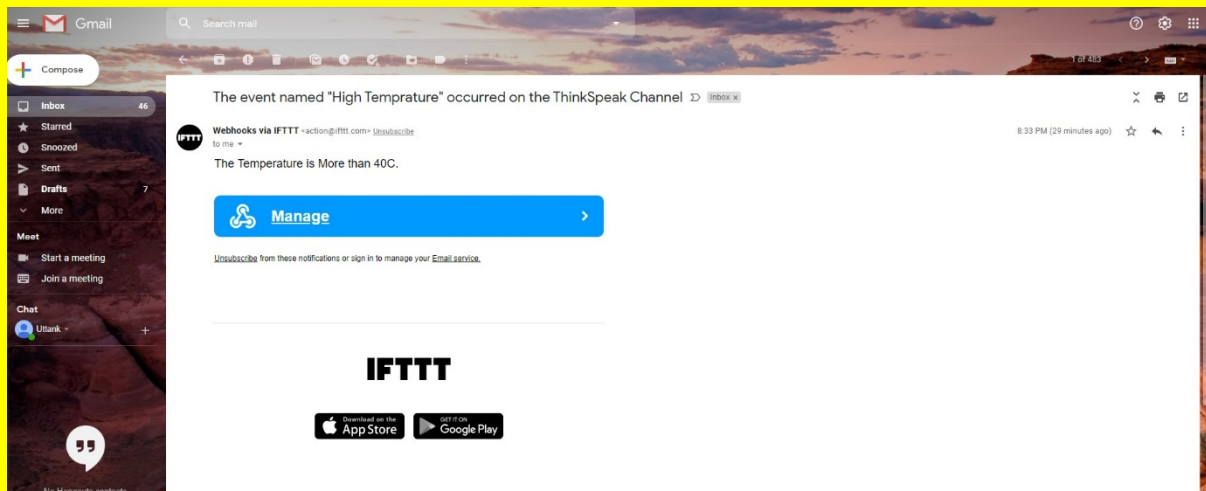 Gmail
Search mail
Compose
1 of 483
Inbox 46
Starred
Snoozed
Sent
Drafts 7
More
Meet
Start a meeting
Join a meeting
Chat
Uttank
The event named "High Temprature" occurred on the ThinkSpeak Channel Inbox x
IFTTT
Webhooks via IFTTT <action@ifttt.com> Unsubscribe
8:33 PM (29 minutes ago)
to me
The Temperature is More than 40C.
Manage
Unsubscribe from these notifications or sign in to manage your Email service.
IFTTT
Download on the
App Store
GET IT ON
Google Play
No Hangouts contacts